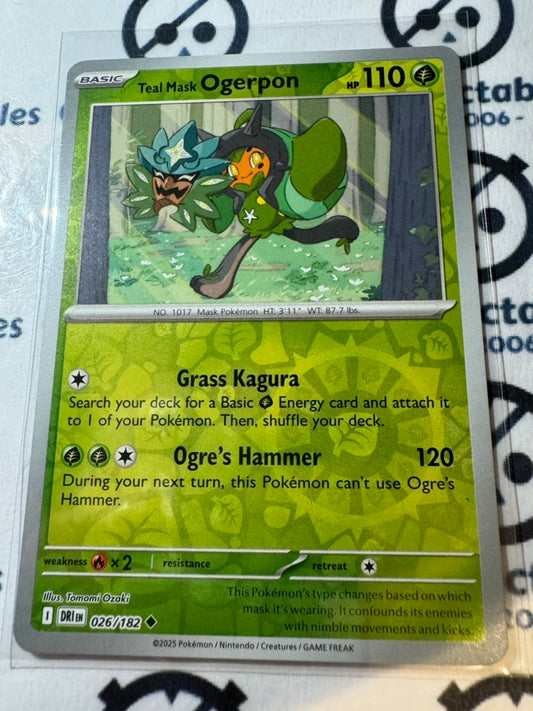 BASIC
Teal Mask Ogerpon
HP 110
NO. 1017 Mask Pokémon HT: 3'11" WT: 87.7 lbs.
Grass Kagura
Search your deck for a Basic Energy card and attach it
to 1 of your Pokémon. Then, shuffle your deck.
Ogre's Hammer 120
During your next turn, this Pokémon can't use Ogre's
Hammer.
weakness ×2 resistance retreat
Illus. Tomomi Ozaki
I DRI EN 026/182
This Pokémon's type changes based on which
mask it's wearing. It confounds its enemies
with nimble movements and kicks.
©2025 Pokémon / Nintendo / Creatures / GAME FREAK
ables
ctabl
006-
bles